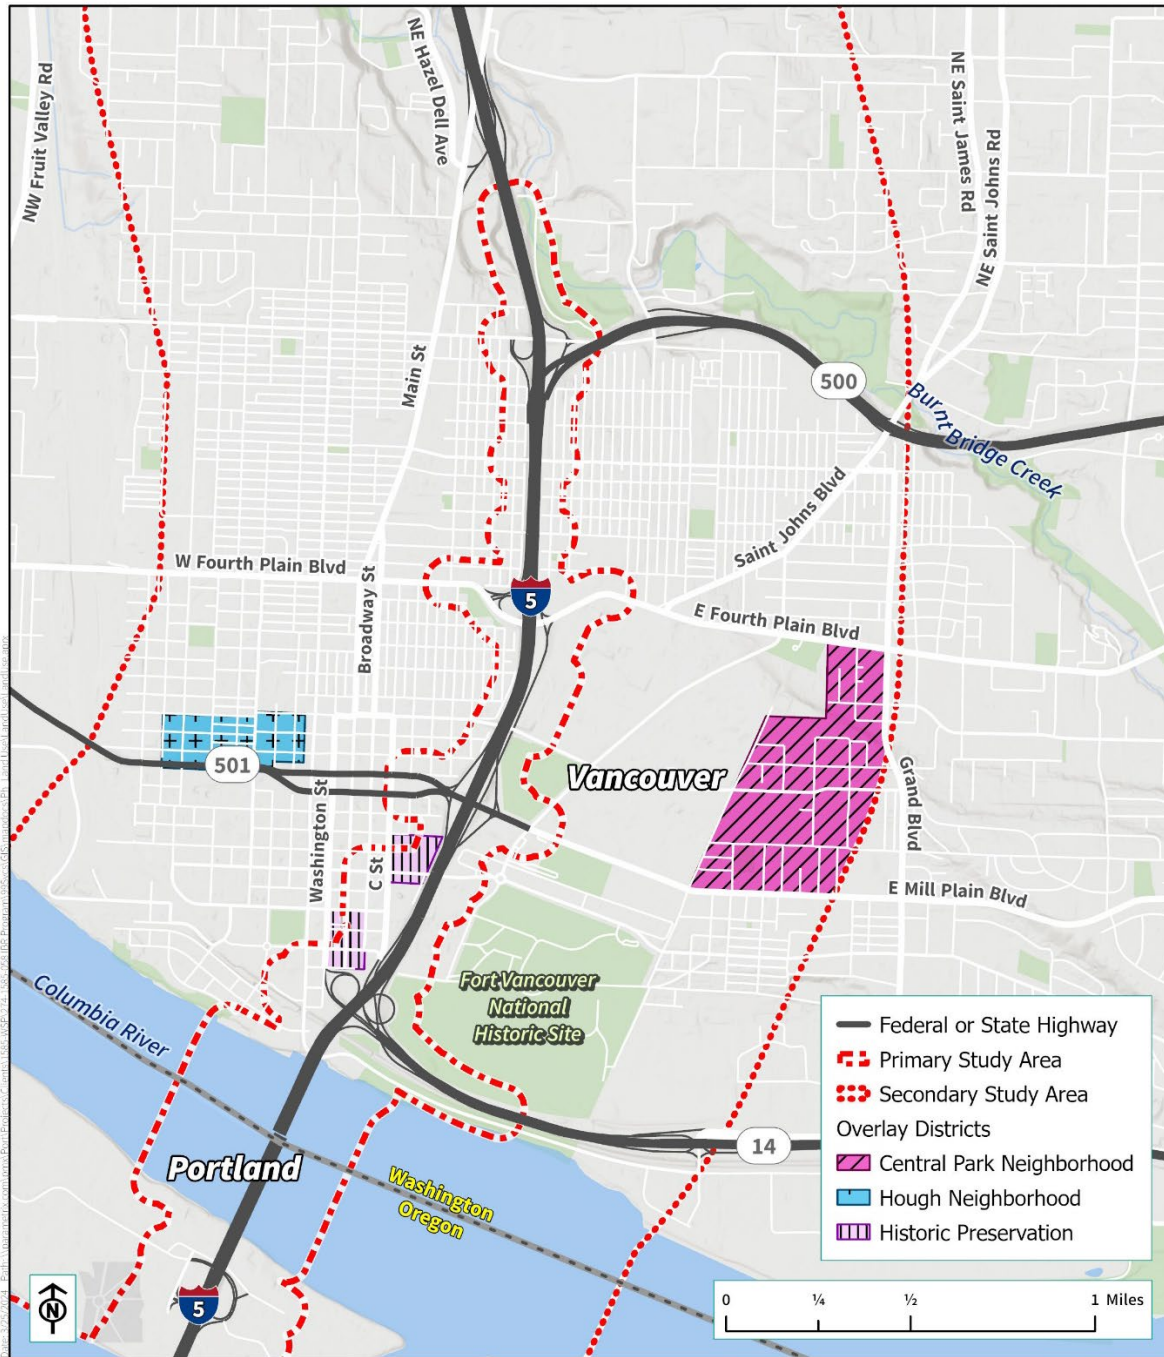 NW Fruit Valley Rd
NE Hazel Dell Ave
NE Saint James Rd
NE Saint Johns Rd
Main St
500
Burnt Bridge Creek
Saint Johns Blvd
W Fourth Plain Blvd
Broadway St
5
E Fourth Plain Blvd
501
Vancouver
Washington St
C St
Grand Blvd
E Mill Plain Blvd
Fort Vancouver
National
Historic Site
Columbia River
Portland
Washington
Oregon
14
5
N
Federal or State Highway
Primary Study Area
Secondary Study Area
Overlay Districts
Central Park Neighborhood
Hough Neighborhood
Historic Preservation
0 ¼ ½ 1 Miles
Date: 3/25/2024